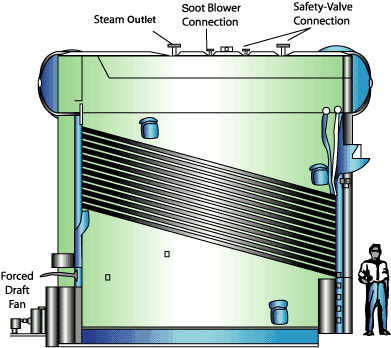 Steam Outlet
Soot Blower
Connection
Safety-Valve
Connection
Forced
Draft
Fan